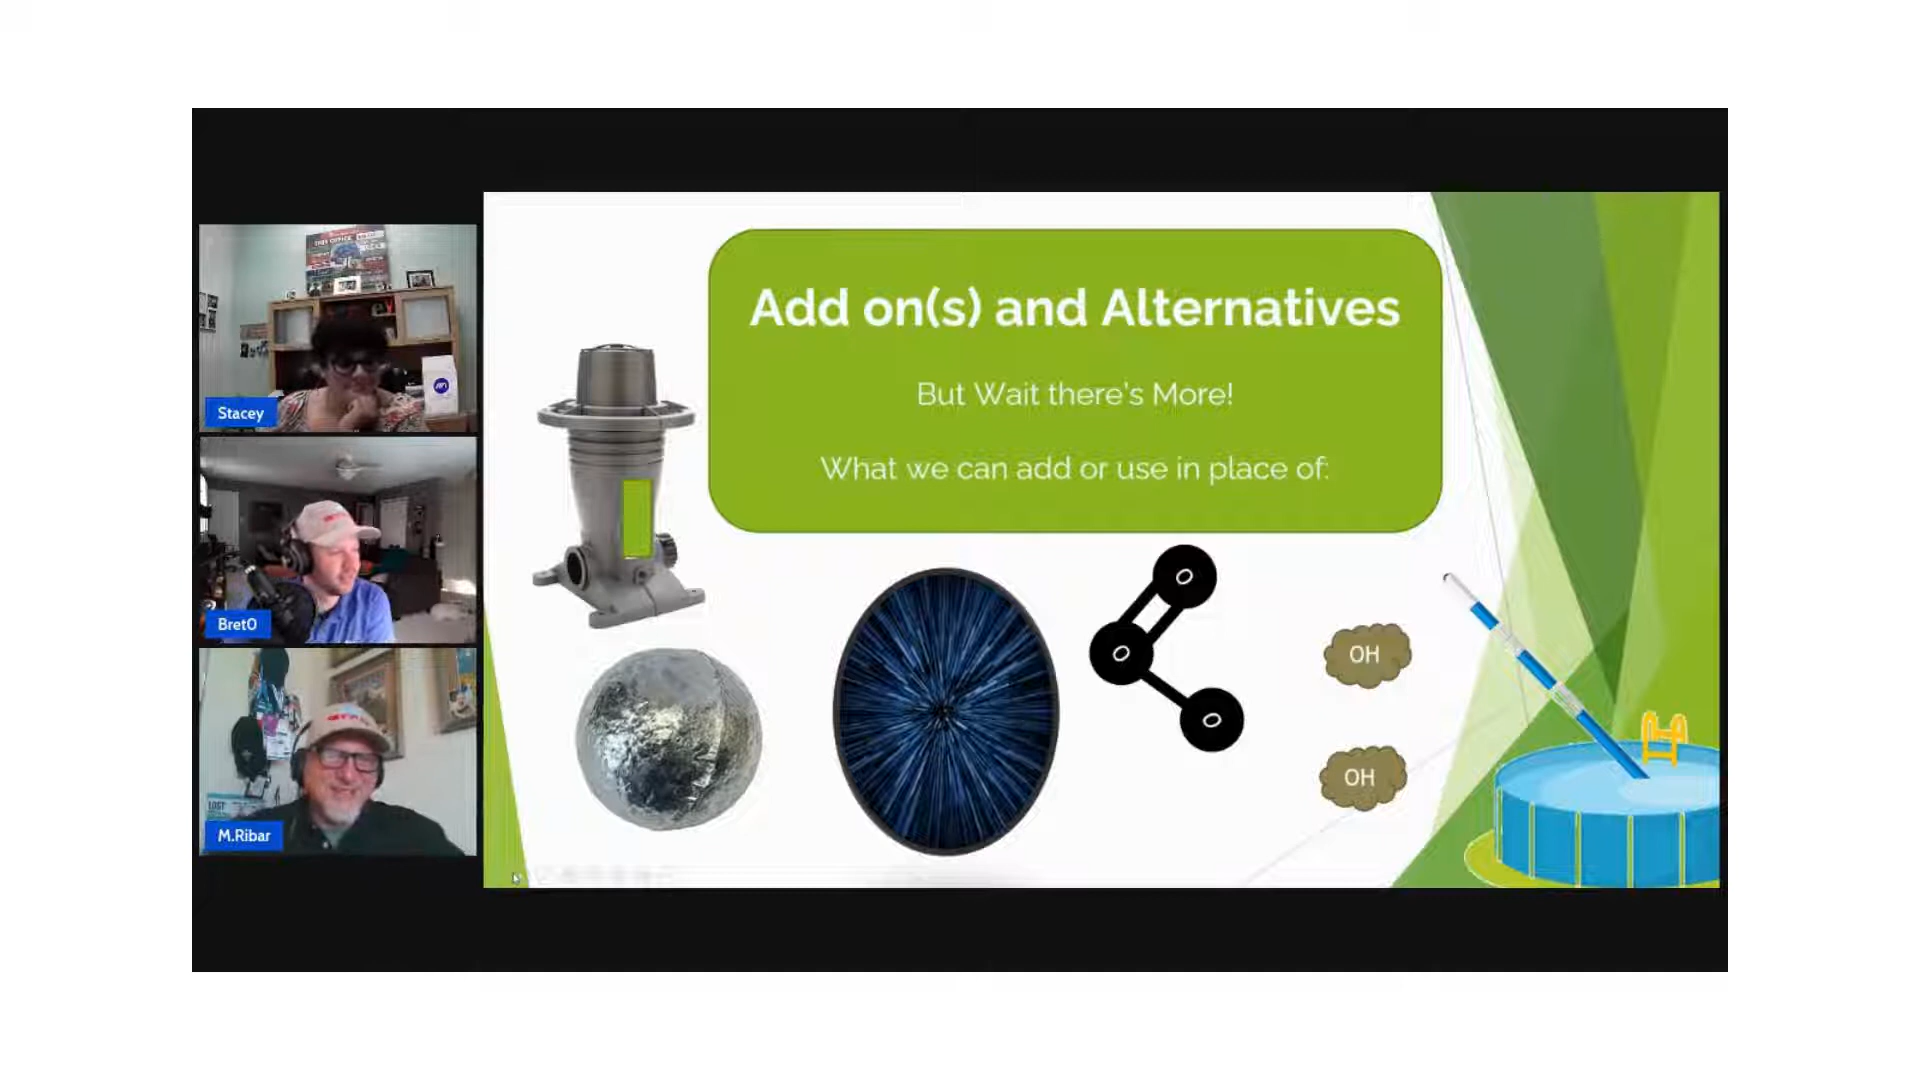 Stacey
BretO
M.Ribar
Add on(s) and Alternatives
But Wait there's More!
What we can add or use in place of:
O
O
O
OH
OH
LOST